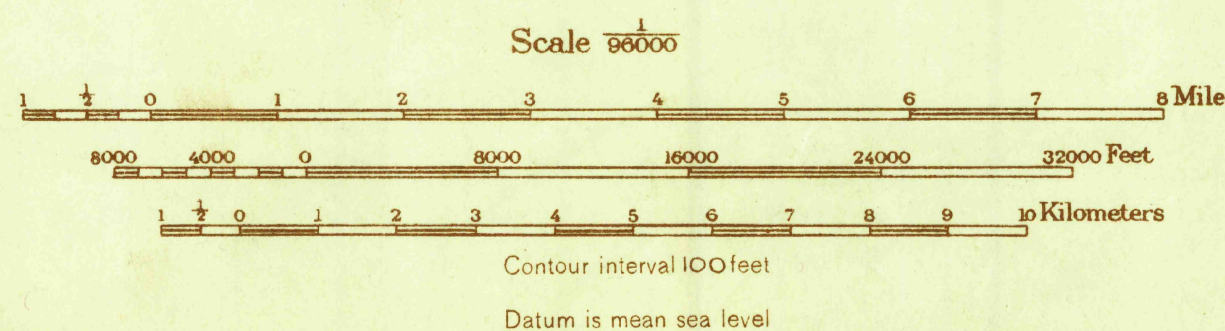 Scale 1/96000
1 1/2 0 1 2 3 4 5 6 7 8 Mile
8000 4000 0 8000 16000 24000 32000 Feet
1 1/2 0 1 2 3 4 5 6 7 8 9 10 Kilometers
Contour interval 100 feet
Datum is mean sea level